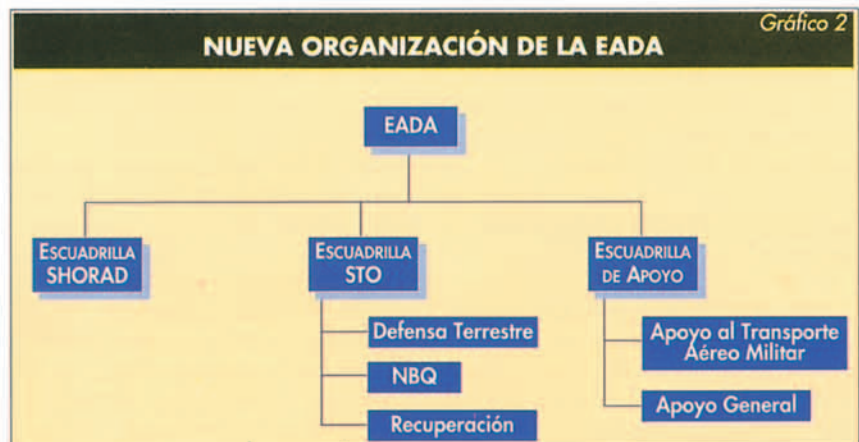 Gráfico 2
NUEVA ORGANIZACIÓN DE LA EADA
EADA
ESCUADRILLA
SHORAD
ESCUADRILLA
STO
ESCUADRILLA
DE APOYO
Defensa Terrestre
NBQ
Recuperación
Apoyo al Transporte
Aéreo Militar
Apoyo General